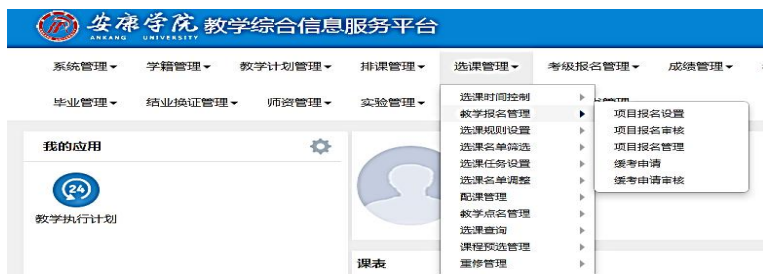 安康学院 教学综合信息服务平台
ANKANG UNIVERSITY
系统管理 学籍管理 教学计划管理 排课管理 选课管理 考级报名管理 成绩管理
毕业管理 结业换证管理 师资管理 实验管理
选课时间控制
教学报名管理
选课规则设置
选课名单筛选
选课任务设置
选课名单调整
配课管理
教学点名管理
选课查询
课程预选管理
重修管理
项目报名设置
项目报名审核
项目报名管理
缓考申请
缓考申请审核
我的应用
24
教学执行计划
课表